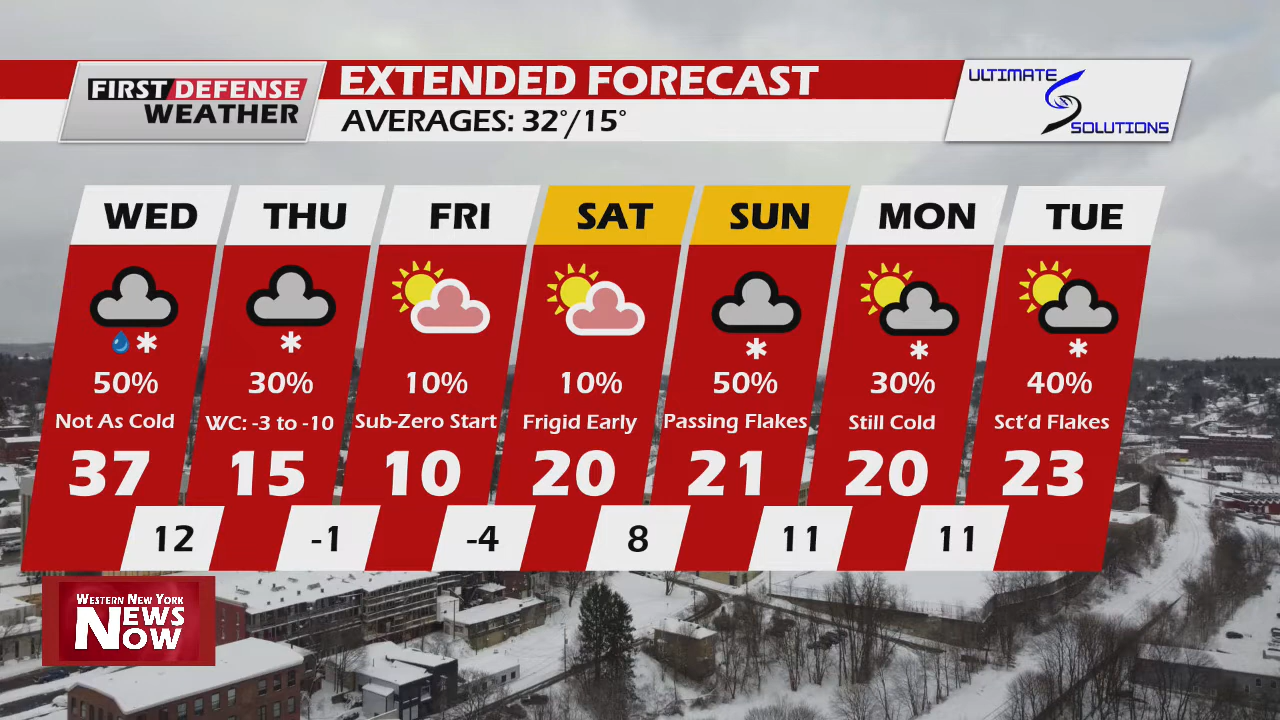 FIRST DEFENSE
WEATHER
EXTENDED FORECAST
AVERAGES: 32°/15°
ULTIMATE
SOLUTIONS
WED THU FRI SAT SUN MON TUE
50% 30% 10% 10% 50% 30% 40%
Not As Cold WC: -3 to -10 Sub-Zero Start Frigid Early Passing Flakes Still Cold Sct'd Flakes
37 15 10 20 21 20 23
12 -1 -4 8 11 11
WESTERN NEW YORK
NEWS
NOW